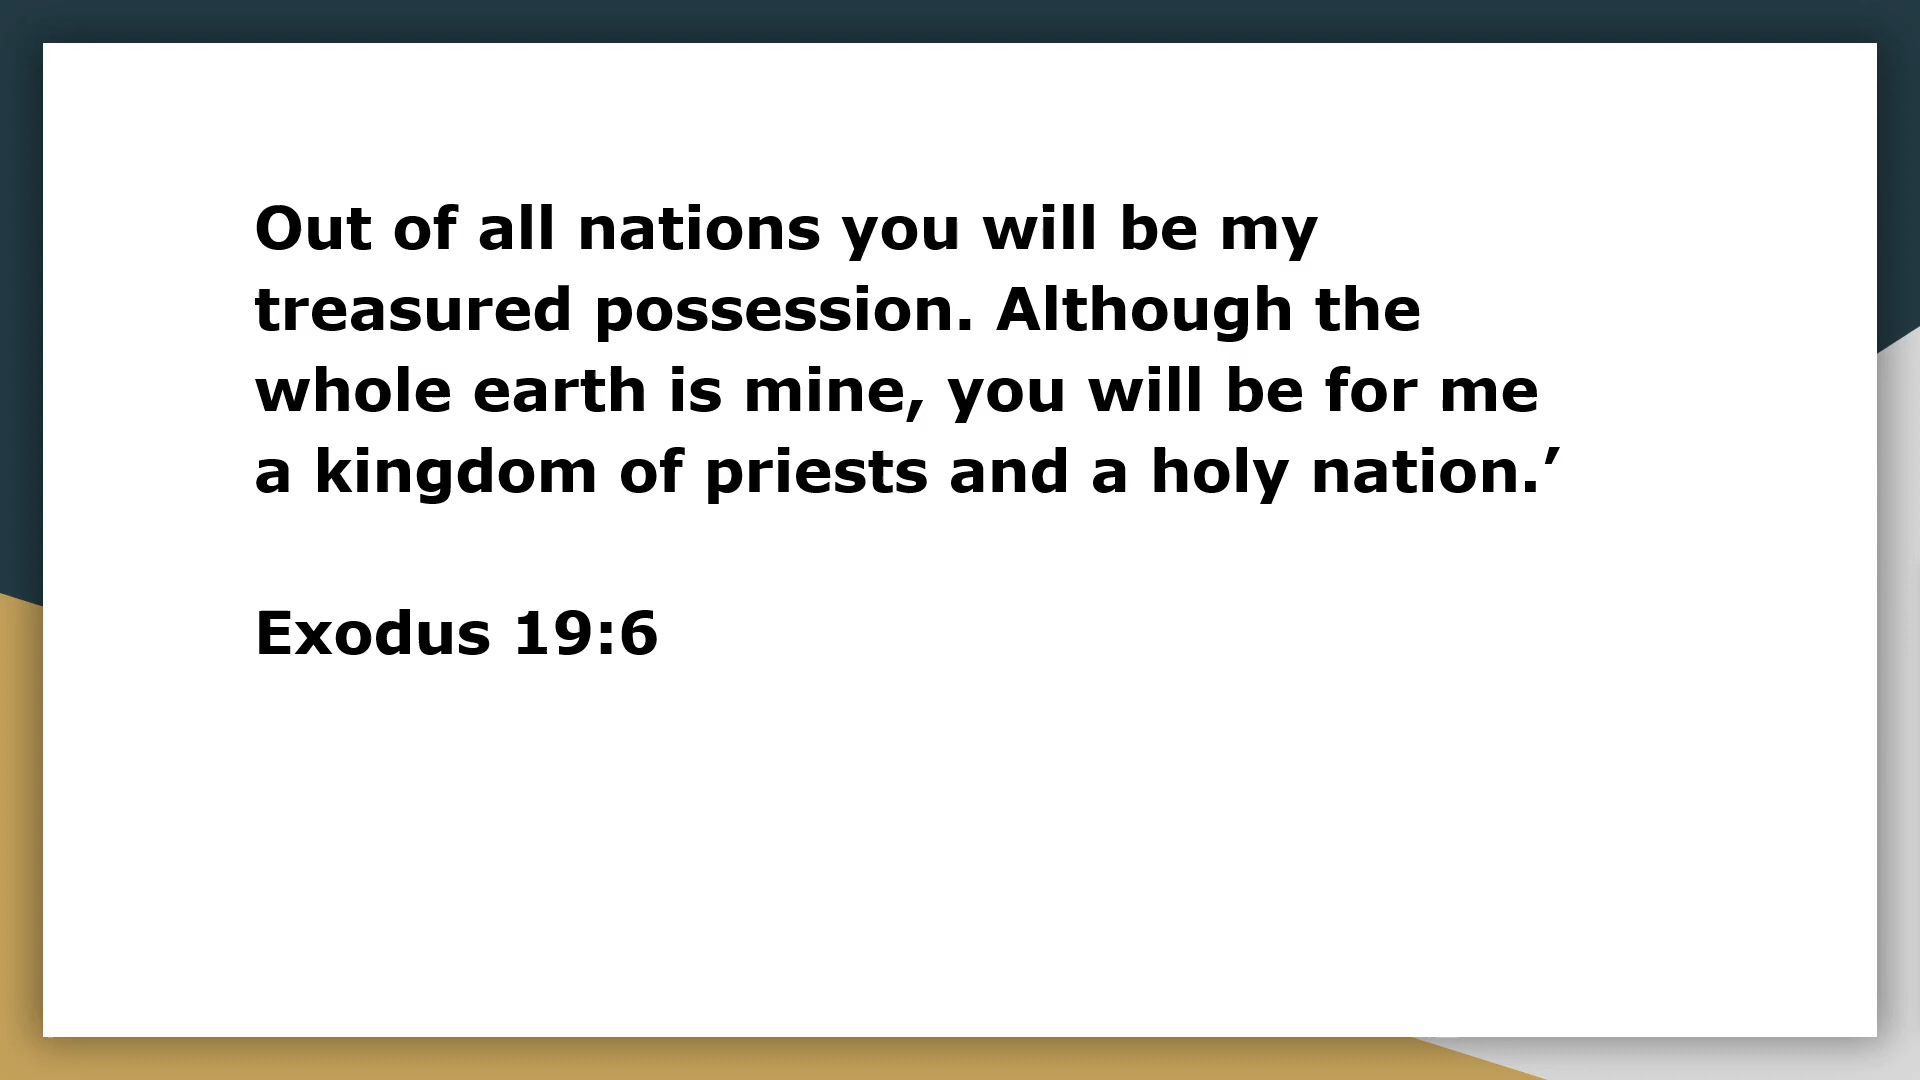 Out of all nations you will be my
treasured possession. Although the
whole earth is mine, you will be for me
a kingdom of priests and a holy nation.’
Exodus 19:6